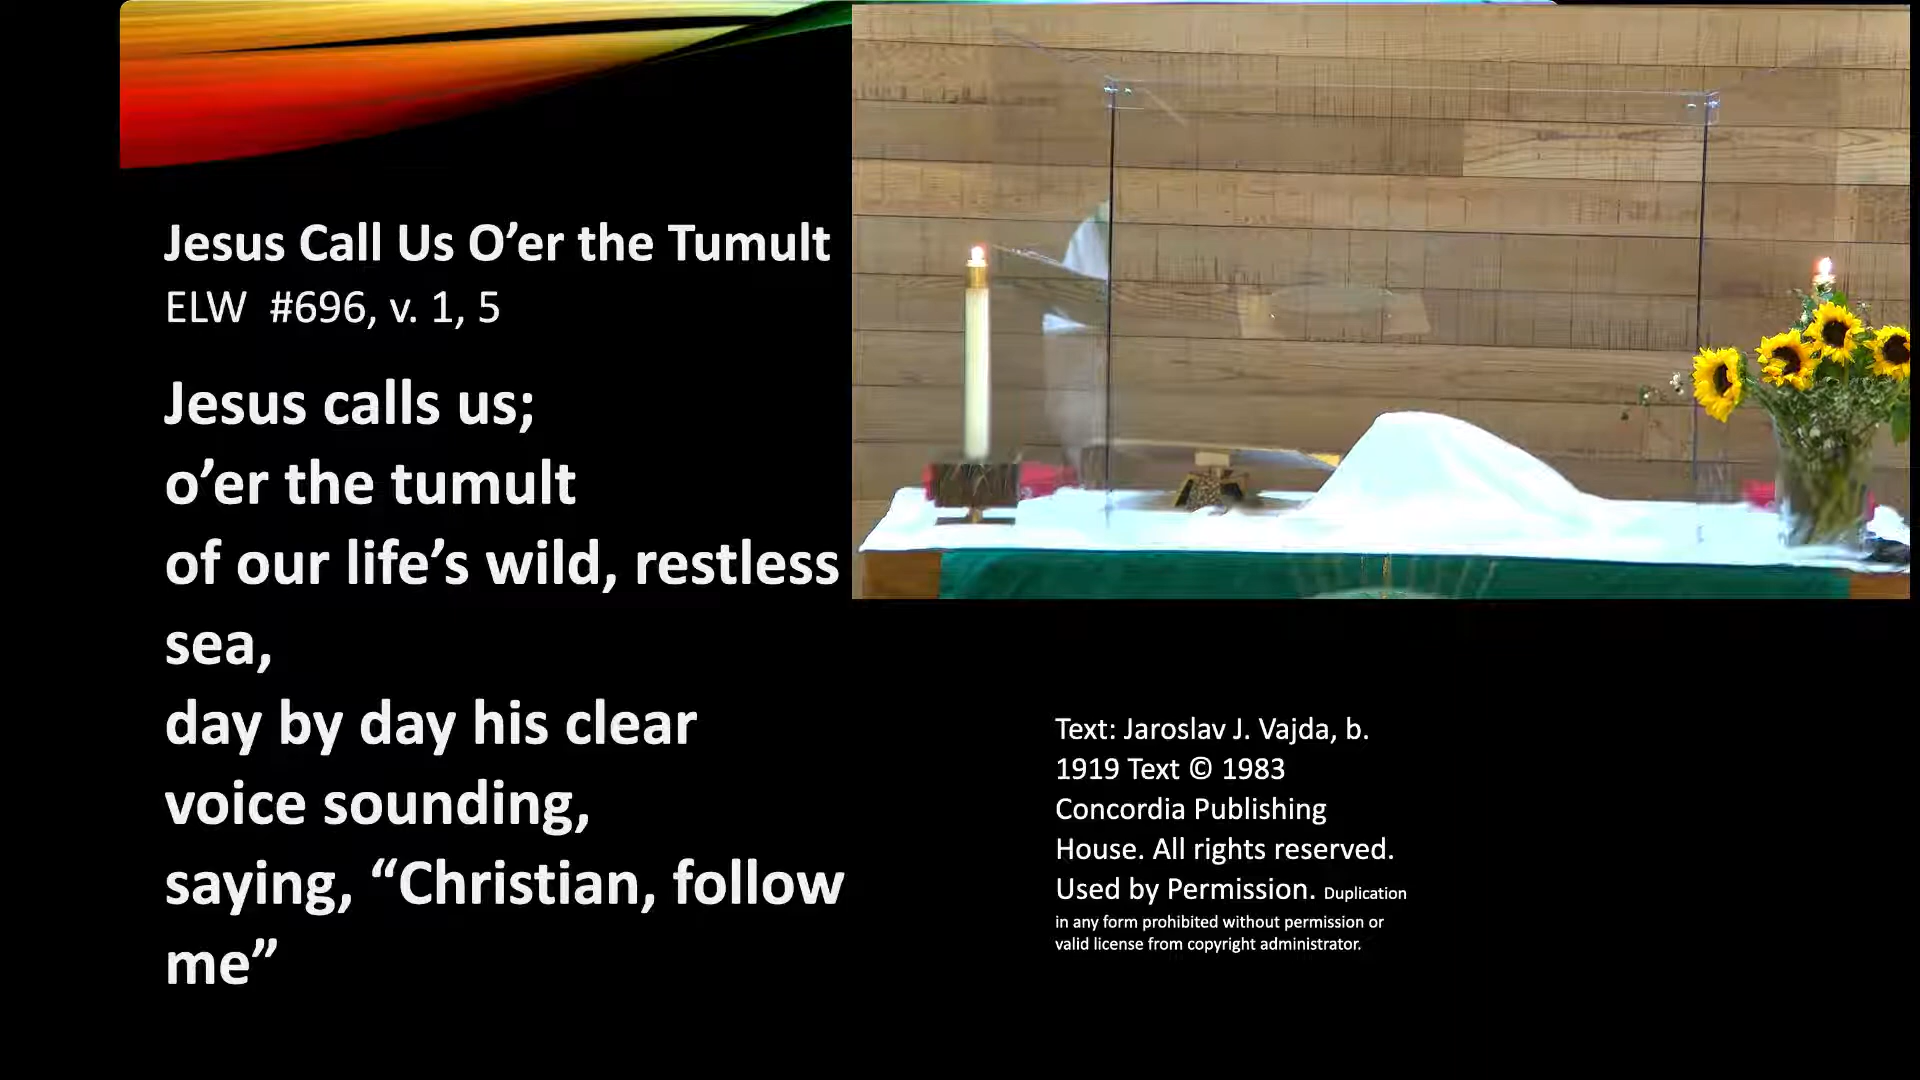 Jesus Call Us O’er the Tumult
ELW #696, v. 1, 5
Jesus calls us;
o’er the tumult
of our life’s wild, restless
sea,
day by day his clear
voice sounding,
saying, “Christian, follow
me”
Text: Jaroslav J. Vajda, b.
1919 Text © 1983
Concordia Publishing
House. All rights reserved.
Used by Permission. Duplication
in any form prohibited without permission or
valid license from copyright administrator.